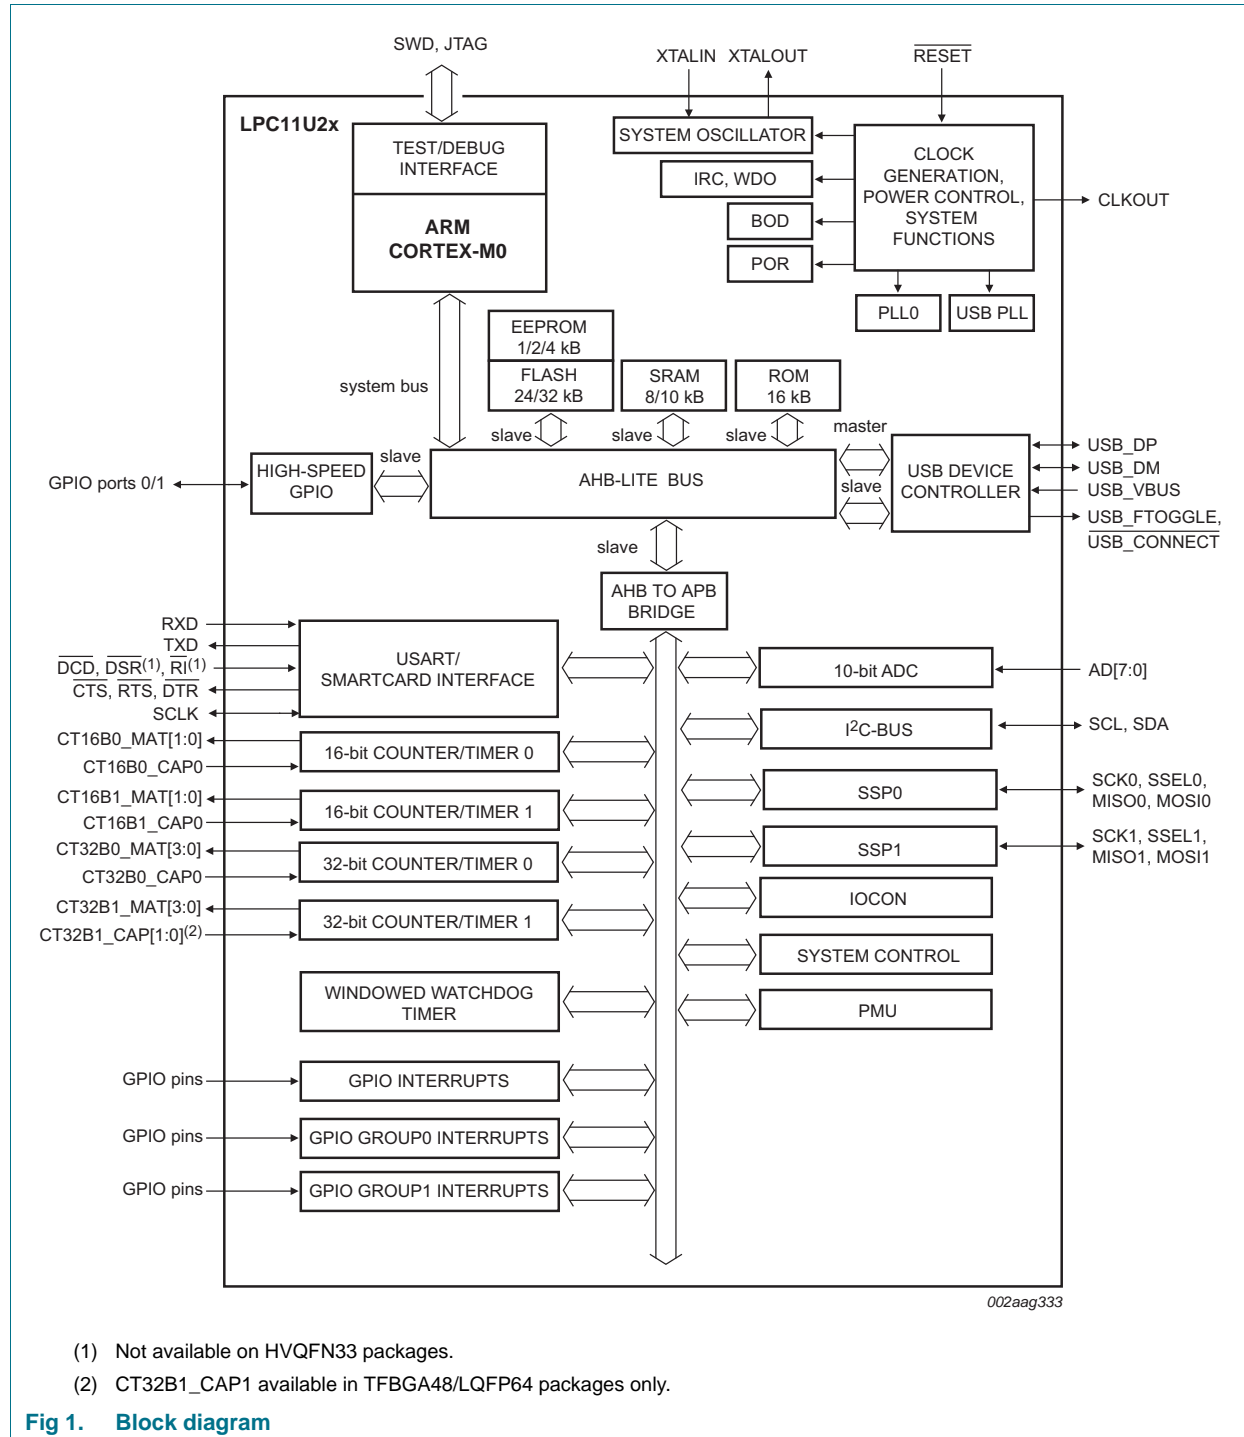 SWD, JTAG
XTALIN XTALOUT
RESET
LPC11U2x
TEST/DEBUG
INTERFACE
ARM
CORTEX-M0
SYSTEM OSCILLATOR
IRC, WDO
BOD
POR
CLOCK
GENERATION,
POWER CONTROL,
SYSTEM
FUNCTIONS
CLKOUT
PLL0
USB PLL
EEPROM
1/2/4 kB
FLASH
24/32 kB
SRAM
8/10 kB
ROM
16 kB
system bus
slave
slave
slave
master
slave
slave
GPIO ports 0/1
HIGH-SPEED
GPIO
AHB-LITE BUS
USB DEVICE
CONTROLLER
USB_DP
USB_DM
USB_VBUS
USB_FTOGGLE,
USB_CONNECT
slave
AHB TO APB
BRIDGE
RXD
TXD
DCD, DSR(1), RI(1)
CTS, RTS, DTR
SCLK
USART/
SMARTCARD INTERFACE
10-bit ADC
AD[7:0]
CT16B0_MAT[1:0]
CT16B0_CAP0
16-bit COUNTER/TIMER 0
I2C-BUS
SCL, SDA
CT16B1_MAT[1:0]
CT16B1_CAP0
16-bit COUNTER/TIMER 1
SSP0
SCK0, SSEL0,
MISO0, MOSI0
CT32B0_MAT[3:0]
CT32B0_CAP0
32-bit COUNTER/TIMER 0
SSP1
SCK1, SSEL1,
MISO1, MOSI1
CT32B1_MAT[3:0]
CT32B1_CAP[1:0](2)
32-bit COUNTER/TIMER 1
IOCON
SYSTEM CONTROL
WINDOWED WATCHDOG
TIMER
PMU
GPIO pins
GPIO INTERRUPTS
GPIO pins
GPIO GROUP0 INTERRUPTS
GPIO pins
GPIO GROUP1 INTERRUPTS
002aag333
(1) Not available on HVQFN33 packages.
(2) CT32B1_CAP1 available in TFBGA48/LQFP64 packages only.
Fig 1. Block diagram